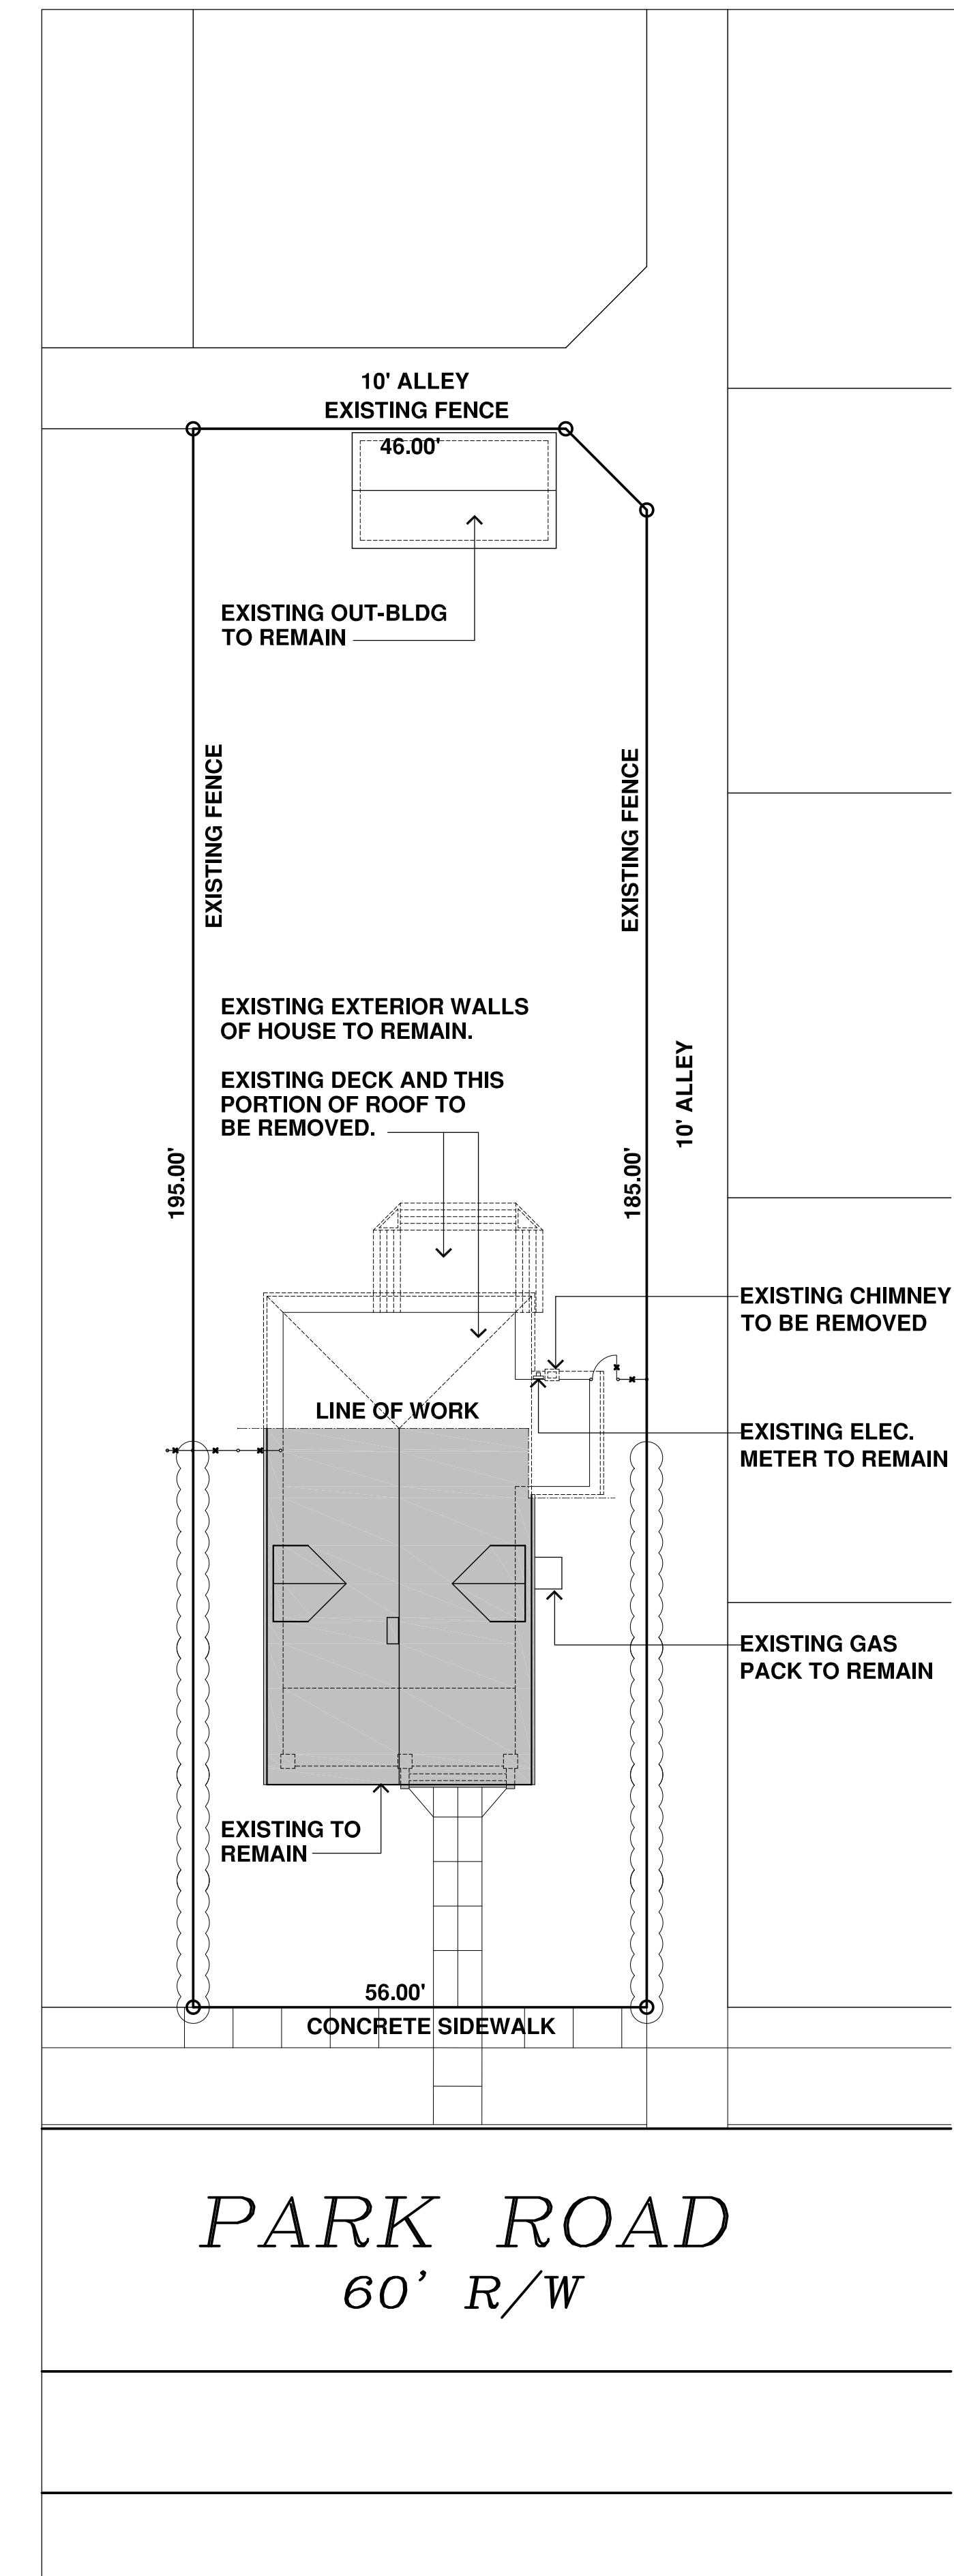 10' ALLEY
EXISTING FENCE
46.00'
EXISTING OUT-BLDG
TO REMAIN
EXISTING FENCE
EXISTING FENCE
EXISTING EXTERIOR WALLS
OF HOUSE TO REMAIN.
EXISTING DECK AND THIS
PORTION OF ROOF TO
BE REMOVED.
10' ALLEY
195.00'
185.00'
EXISTING CHIMNEY
TO BE REMOVED
LINE OF WORK
EXISTING ELEC.
METER TO REMAIN
EXISTING GAS
PACK TO REMAIN
EXISTING TO
REMAIN
56.00'
CONCRETE SIDEWALK
PARK ROAD
60' R/W